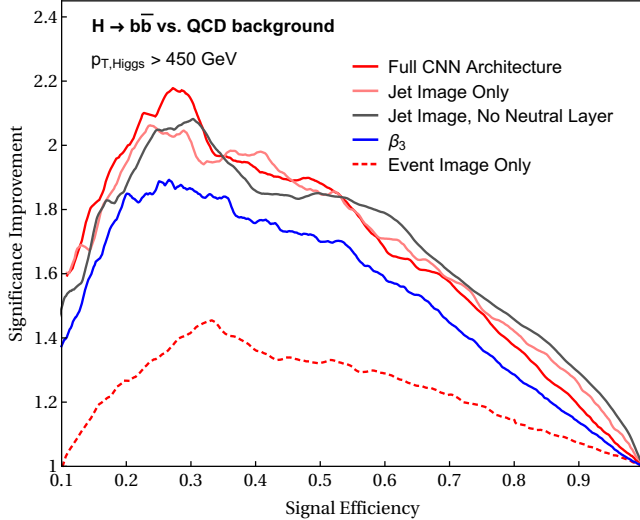 H → bb̅ vs. QCD background
p_T,Higgs > 450 GeV
Full CNN Architecture
Jet Image Only
Jet Image, No Neutral Layer
β₃
Event Image Only
Significance Improvement
2.4
2.2
2
1.8
1.6
1.4
1.2
1
0.1 0.2 0.3 0.4 0.5 0.6 0.7 0.8 0.9
Signal Efficiency